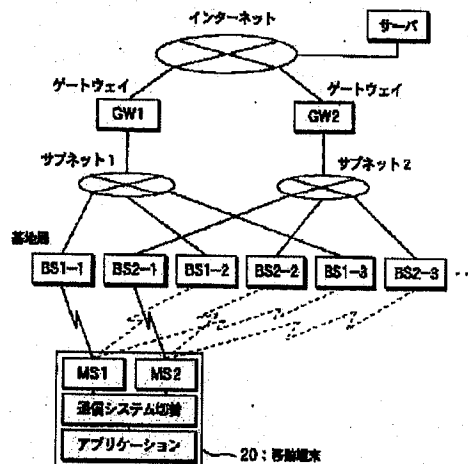 インターネット
サーバ
ゲートウェイ
ゲートウェイ
GW1
GW2
サブネット1
サブネット2
基地局
BS1-1
BS2-1
BS1-2
BS2-2
BS1-3
BS2-3
...
MS1
MS2
通信システム切替
アプリケーション
20:移動端末